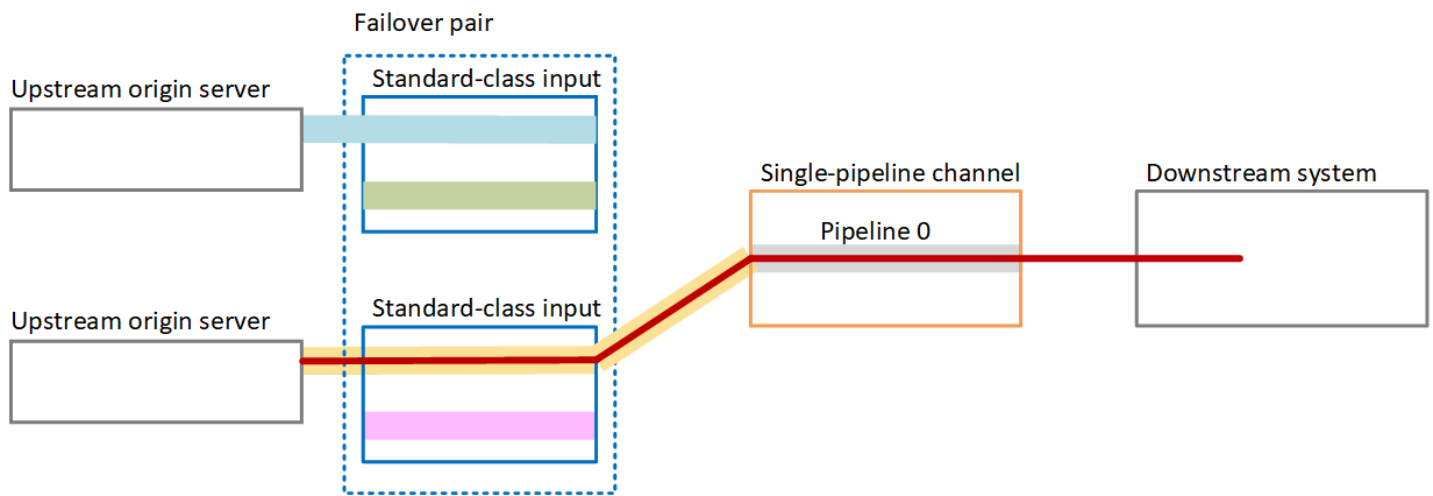 Failover pair
Upstream origin server
Standard-class input
Single-pipeline channel
Pipeline 0
Downstream system
Upstream origin server
Standard-class input